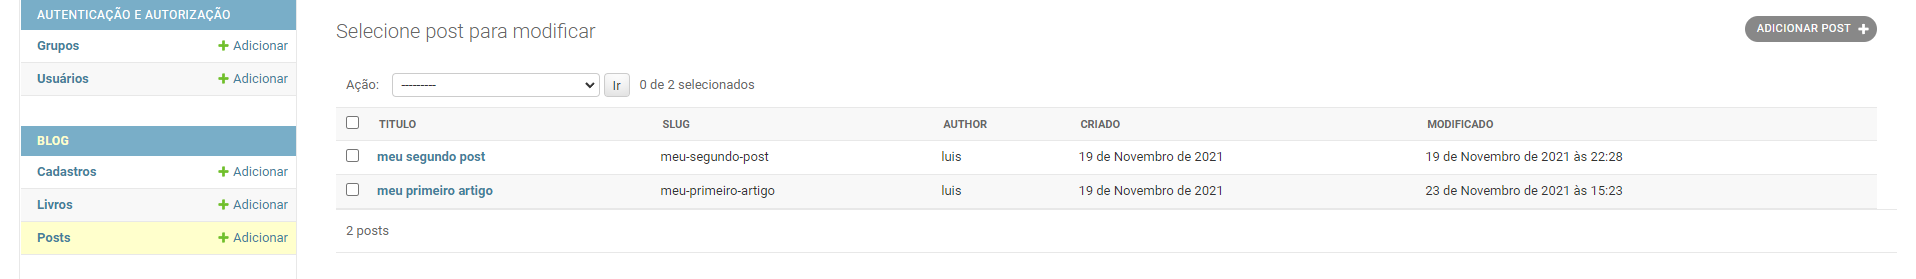 AUTENTICAÇÃO E AUTORIZAÇÃO
Grupos Adicionar
Usuários Adicionar
BLOG
Cadastros Adicionar
Livros Adicionar
Posts Adicionar
Selecione post para modificar
ADICIONAR POST
Ação: --------- Ir 0 de 2 selecionados
TITULO SLUG AUTHOR CRIADO MODIFICADO
meu segundo post meu-segundo-post luis 19 de Novembro de 2021 19 de Novembro de 2021 às 22:28
meu primeiro artigo meu-primeiro-artigo luis 19 de Novembro de 2021 23 de Novembro de 2021 às 15:23
2 posts